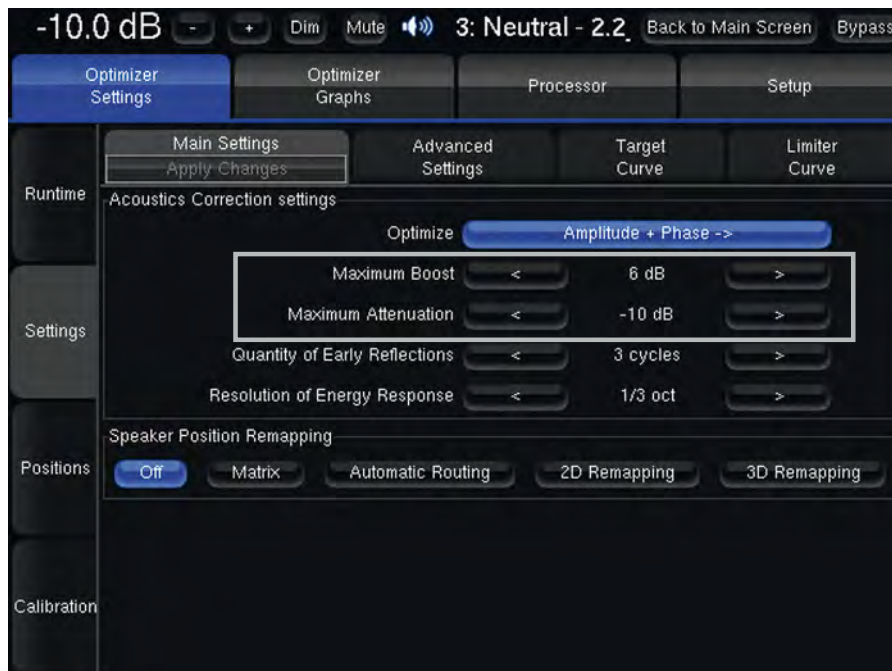 -10.0 dB - + Dim Mute 3: Neutral - 2.2_ Back to Main Screen Bypass
Optimizer Settings
Optimizer Graphs
Processor
Setup
Main Settings
Apply Changes
Advanced Settings
Target Curve
Limiter Curve
Runtime
Settings
Positions
Calibration
Acoustics Correction settings
Optimize Amplitude + Phase ->
Maximum Boost < 6 dB >
Maximum Attenuation < -10 dB >
Quantity of Early Reflections < 3 cycles >
Resolution of Energy Response < 1/3 oct >
Speaker Position Remapping
Off Matrix Automatic Routing 2D Remapping 3D Remapping